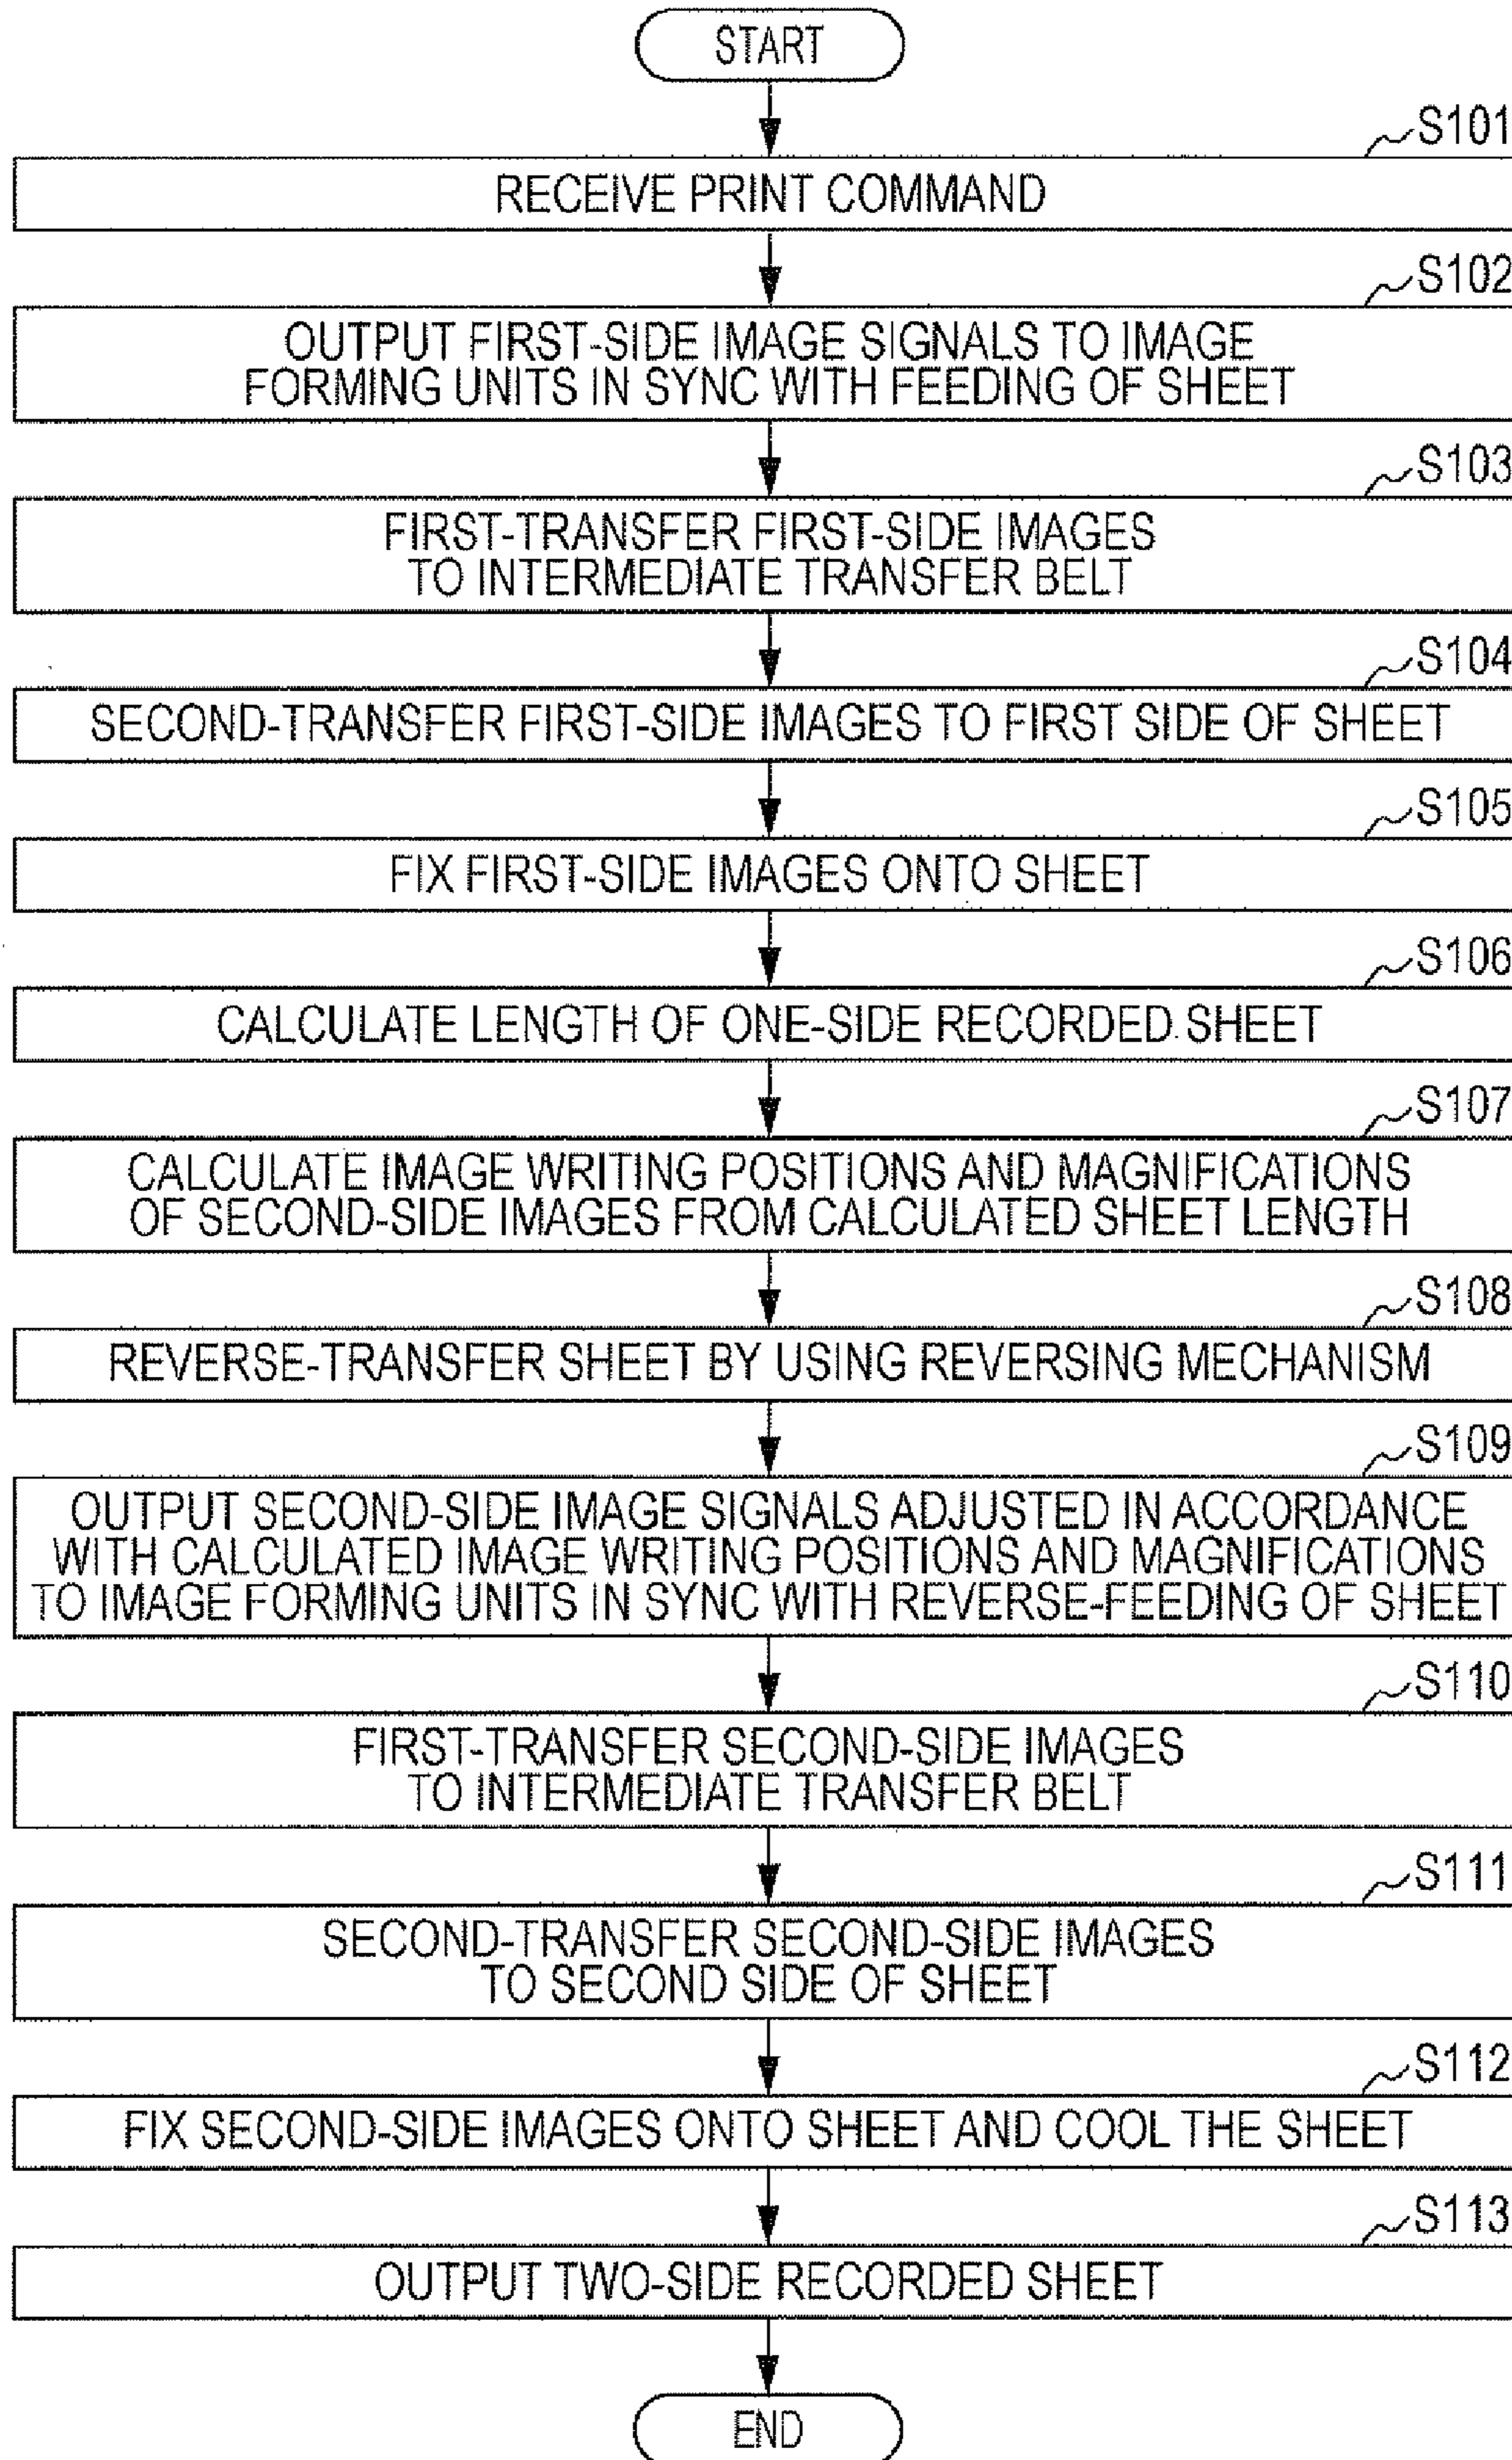 START
S101
RECEIVE PRINT COMMAND
S102
OUTPUT FIRST-SIDE IMAGE SIGNALS TO IMAGE
FORMING UNITS IN SYNC WITH FEEDING OF SHEET
S103
FIRST-TRANSFER FIRST-SIDE IMAGES
TO INTERMEDIATE TRANSFER BELT
S104
SECOND-TRANSFER FIRST-SIDE IMAGES TO FIRST SIDE OF SHEET
S105
FIX FIRST-SIDE IMAGES ONTO SHEET
S106
CALCULATE LENGTH OF ONE-SIDE RECORDED SHEET
S107
CALCULATE IMAGE WRITING POSITIONS AND MAGNIFICATIONS
OF SECOND-SIDE IMAGES FROM CALCULATED SHEET LENGTH
S108
REVERSE-TRANSFER SHEET BY USING REVERSING MECHANISM
S109
OUTPUT SECOND-SIDE IMAGE SIGNALS ADJUSTED IN ACCORDANCE
WITH CALCULATED IMAGE WRITING POSITIONS AND MAGNIFICATIONS
TO IMAGE FORMING UNITS IN SYNC WITH REVERSE-FEEDING OF SHEET
S110
FIRST-TRANSFER SECOND-SIDE IMAGES
TO INTERMEDIATE TRANSFER BELT
S111
SECOND-TRANSFER SECOND-SIDE IMAGES
TO SECOND SIDE OF SHEET
S112
FIX SECOND-SIDE IMAGES ONTO SHEET AND COOL THE SHEET
S113
OUTPUT TWO-SIDE RECORDED SHEET
END